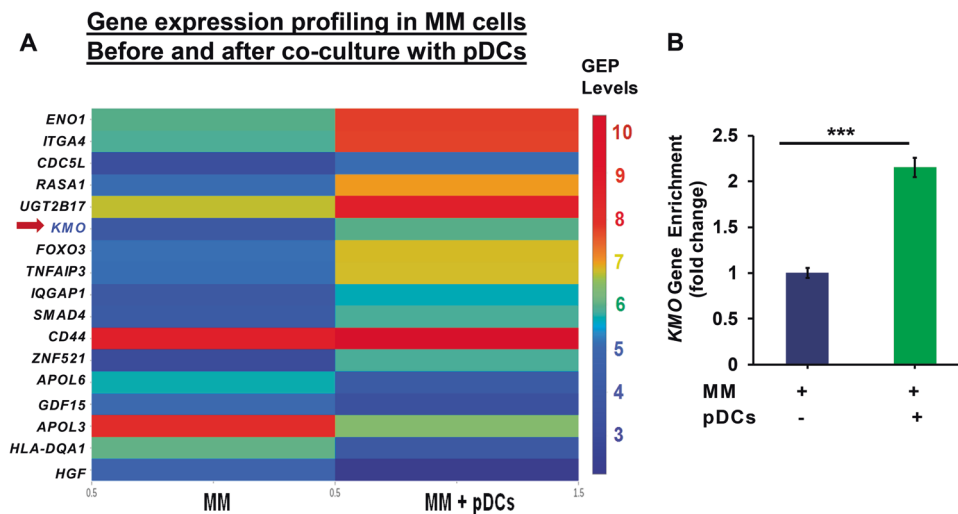 A
Gene expression profiling in MM cells
Before and after co-culture with pDCs
GEP
Levels
ENO1
ITGA4
CDC5L
RASA1
UGT2B17
KMO
FOXO3
TNFAIP3
IQGAP1
SMAD4
CD44
ZNF521
APOL6
GDF15
APOL3
HLA-DQA1
HGF
10
9
8
7
6
5
4
3
0.5
0.5
1.5
MM
MM + pDCs
B
KMO Gene Enrichment
(fold change)
2.5
2
1.5
1
0.5
0
***
MM + +
pDCs - +